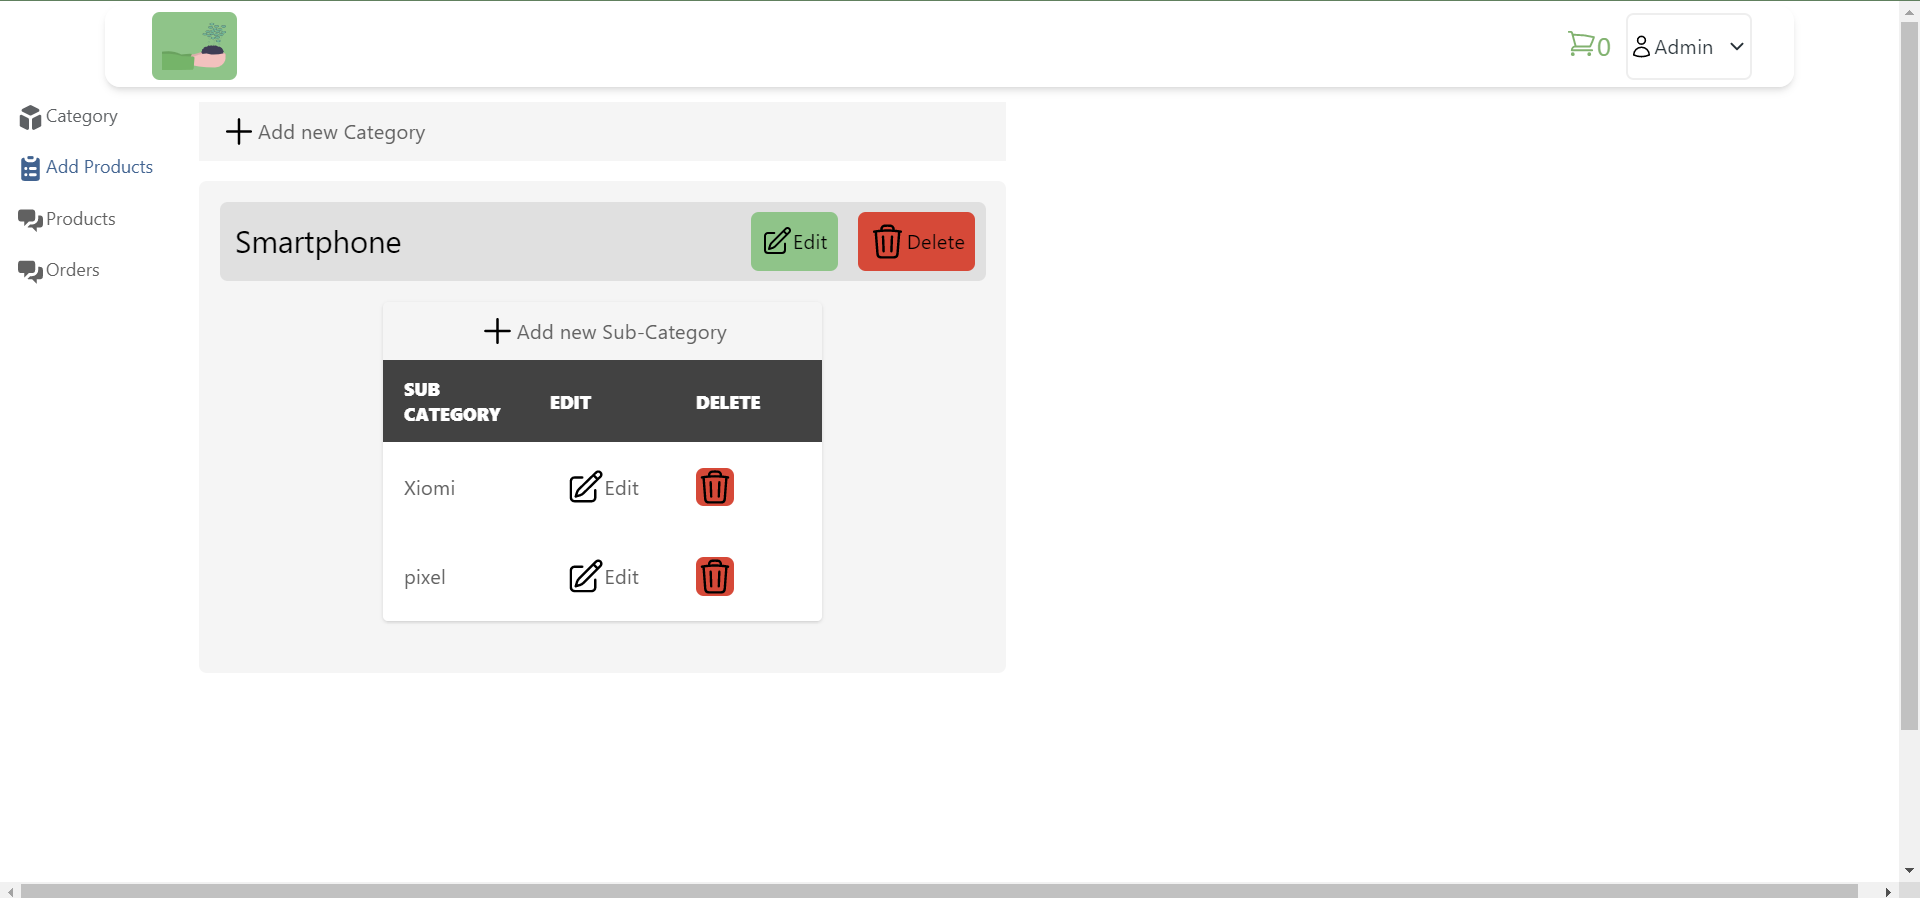 0
Admin
Category
Add Products
Products
Orders
Add new Category
Smartphone
Edit
Delete
Add new Sub-Category
SUB
CATEGORY
EDIT
DELETE
Xiomi
Edit
pixel
Edit